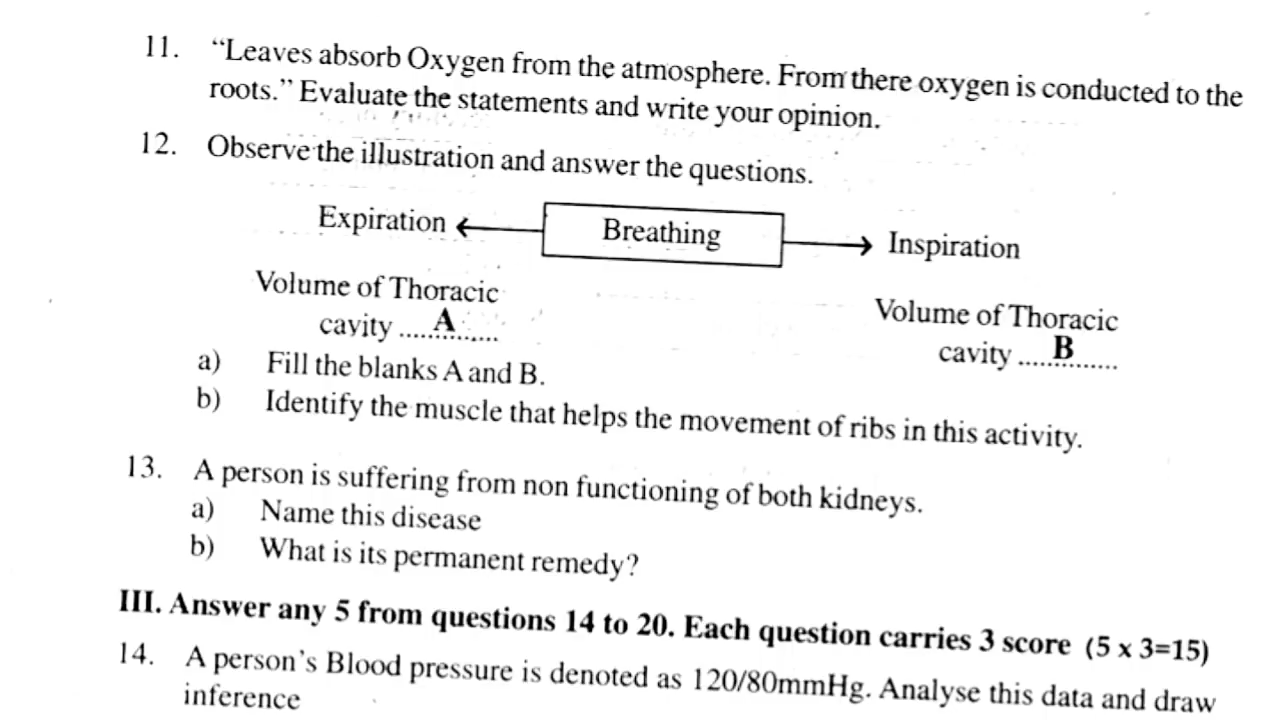 11. “Leaves absorb Oxygen from the atmosphere. From there oxygen is conducted to the
roots.” Evaluate the statements and write your opinion.
12. Observe the illustration and answer the questions.
Expiration
Breathing
Inspiration
Volume of Thoracic
cavity ....A........
Volume of Thoracic
cavity ....B........
a) Fill the blanks A and B.
b) Identify the muscle that helps the movement of ribs in this activity.
13. A person is suffering from non functioning of both kidneys.
a) Name this disease
b) What is its permanent remedy?
III. Answer any 5 from questions 14 to 20. Each question carries 3 score (5 x 3=15)
14. A person’s Blood pressure is denoted as 120/80mmHg. Analyse this data and draw
inference